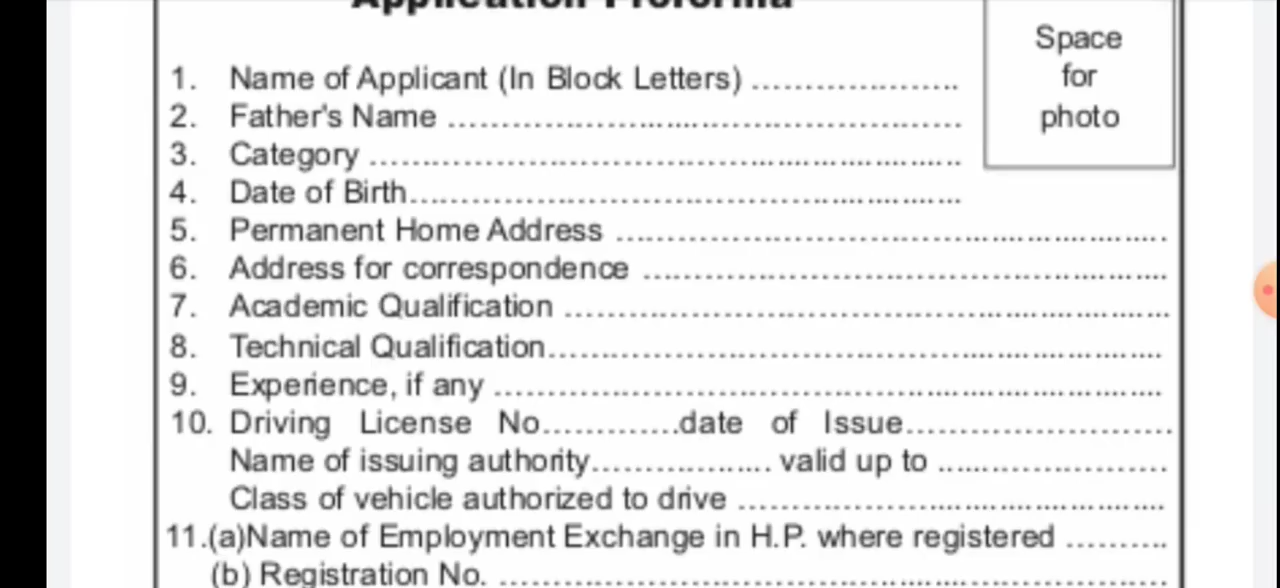 Application Proforma
Space
for
photo
1. Name of Applicant (In Block Letters) ......................
2. Father's Name ................................................
3. Category ........................................................
4. Date of Birth....................................................
5. Permanent Home Address ....................................................
6. Address for correspondence .................................................
7. Academic Qualification .........................................................
8. Technical Qualification...........................................................
9. Experience, if any ................................................................
10. Driving License No..............date of Issue............................
Name of issuing authority................... valid up to ........................
Class of vehicle authorized to drive .............................................
11.(a)Name of Employment Exchange in H.P. where registered ..........
(b) Registration No. ....................................................................